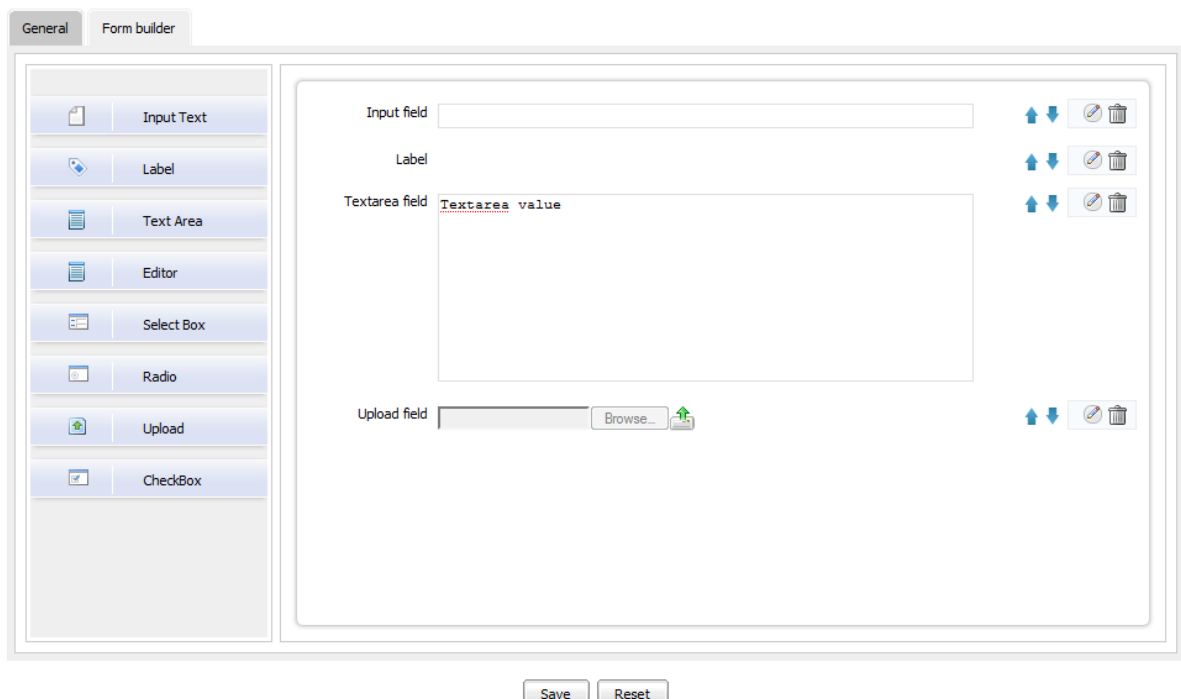 General Form builder
Input Text
Label
Text Area
Editor
Select Box
Radio
Upload
CheckBox
Input field
Label
Textarea field Textarea value
Upload field Browse...
Save Reset